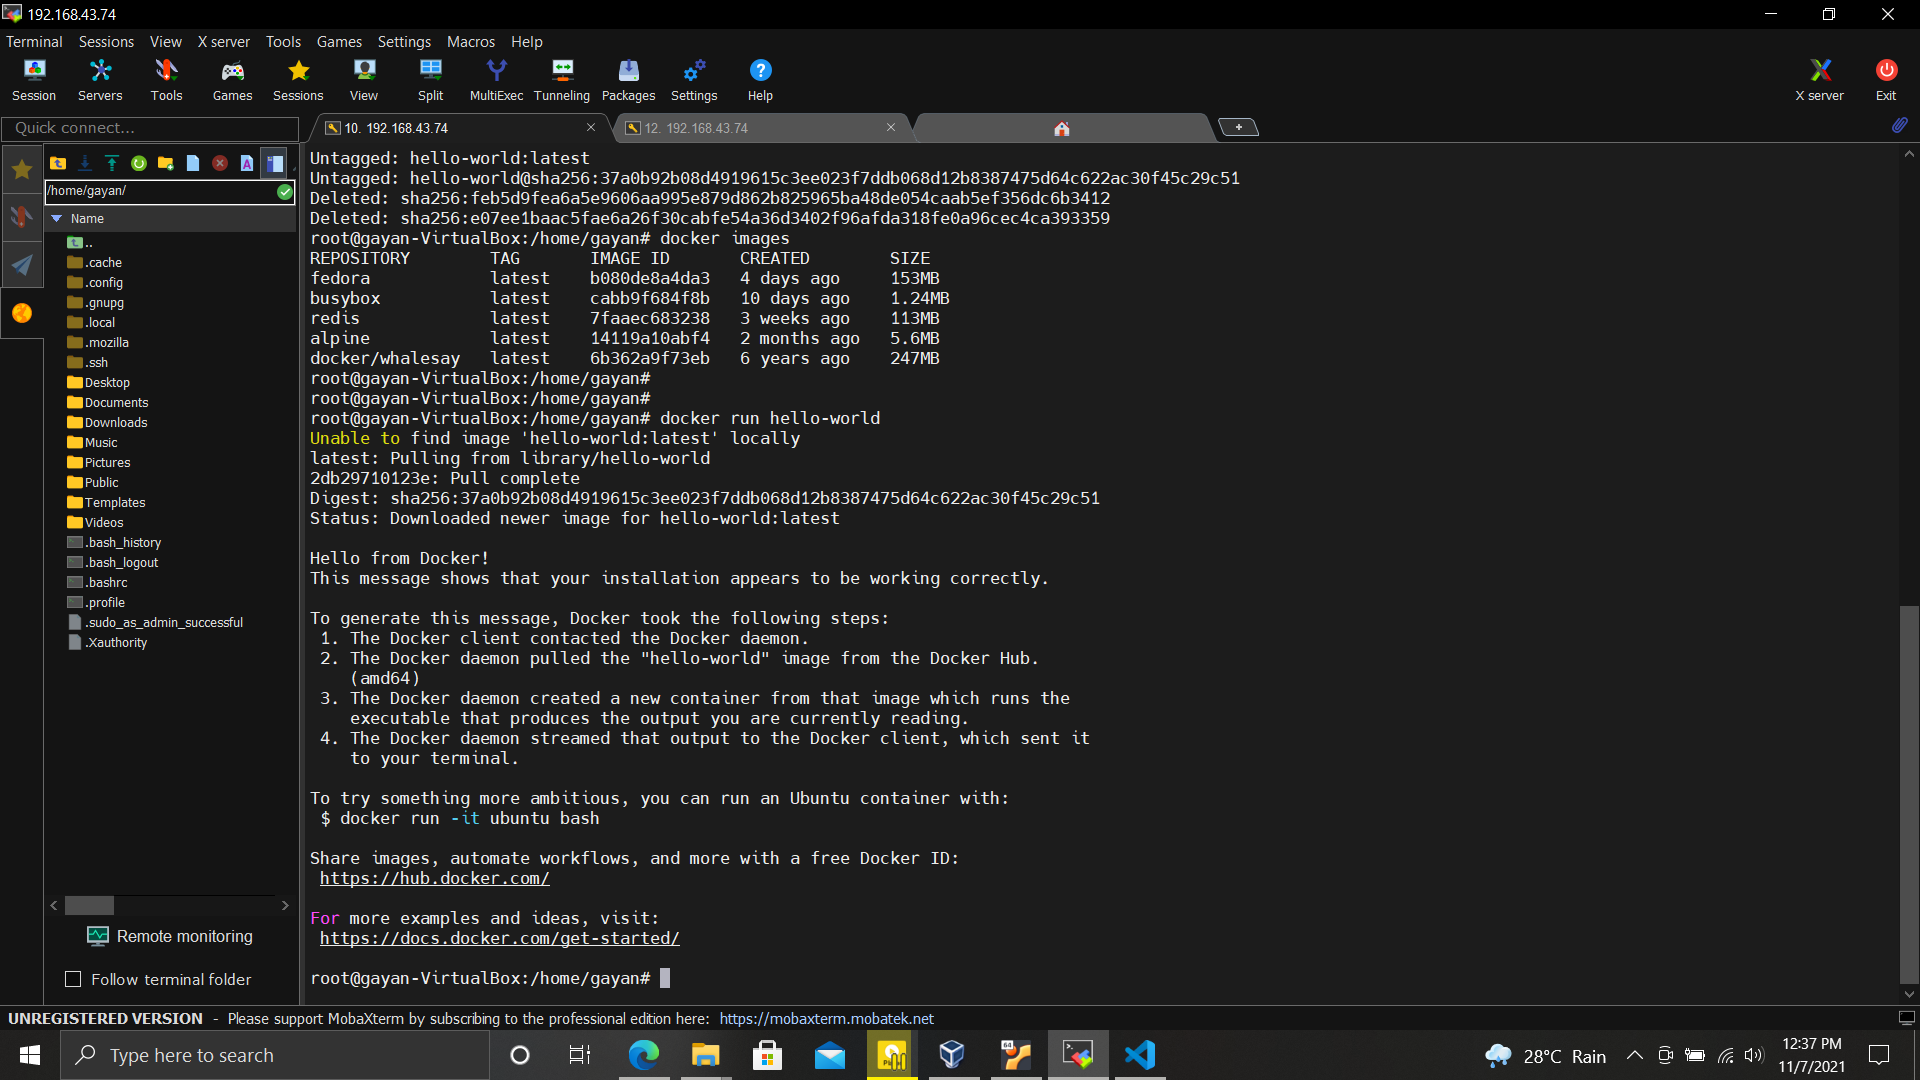 192.168.43.74
Terminal Sessions View X server Tools Games Settings Macros Help
Session Servers Tools Games Sessions View Split MultiExec Tunneling Packages Settings Help X server Exit
Quick connect...
10. 192.168.43.74
12. 192.168.43.74
/home/gayan/
Name
..
.cache
.config
.gnupg
.local
.mozilla
.ssh
Desktop
Documents
Downloads
Music
Pictures
Public
Templates
Videos
.bash_history
.bash_logout
.bashrc
.profile
.sudo_as_admin_successful
.Xauthority
Remote monitoring
Follow terminal folder
Untagged: hello-world:latest
Untagged: hello-world@sha256:37a0b92b08d4919615c3ee023f7ddb068d12b8387475d64c622ac30f45c29c51
Deleted: sha256:feb5d9fea6a5e9606aa995e879d862b825965ba48de054caab5ef356dc6b3412
Deleted: sha256:e07ee1baac5fae6a26f30cabfe54a36d3402f96afda318fe0a96cec4ca393359
root@gayan-VirtualBox:/home/gayan# docker images
REPOSITORY TAG IMAGE ID CREATED SIZE
fedora latest b080de8a4da3 4 days ago 153MB
busybox latest cabb9f684f8b 10 days ago 1.24MB
redis latest 7faaec683238 3 weeks ago 113MB
alpine latest 14119a10abf4 2 months ago 5.6MB
docker/whalesay latest 6b362a9f73eb 6 years ago 247MB
root@gayan-VirtualBox:/home/gayan#
root@gayan-VirtualBox:/home/gayan#
root@gayan-VirtualBox:/home/gayan# docker run hello-world
Unable to find image 'hello-world:latest' locally
latest: Pulling from library/hello-world
2db29710123e: Pull complete
Digest: sha256:37a0b92b08d4919615c3ee023f7ddb068d12b8387475d64c622ac30f45c29c51
Status: Downloaded newer image for hello-world:latest
Hello from Docker!
This message shows that your installation appears to be working correctly.
To generate this message, Docker took the following steps:
1. The Docker client contacted the Docker daemon.
2. The Docker daemon pulled the "hello-world" image from the Docker Hub.
(amd64)
3. The Docker daemon created a new container from that image which runs the
executable that produces the output you are currently reading.
4. The Docker daemon streamed that output to the Docker client, which sent it
to your terminal.
To try something more ambitious, you can run an Ubuntu container with:
$ docker run -it ubuntu bash
Share images, automate workflows, and more with a free Docker ID:
https://hub.docker.com/
For more examples and ideas, visit:
https://docs.docker.com/get-started/
root@gayan-VirtualBox:/home/gayan#
UNREGISTERED VERSION - Please support MobaXterm by subscribing to the professional edition here: https://mobaxterm.mobatek.net
Type here to search
28°C Rain
12:37 PM
11/7/2021